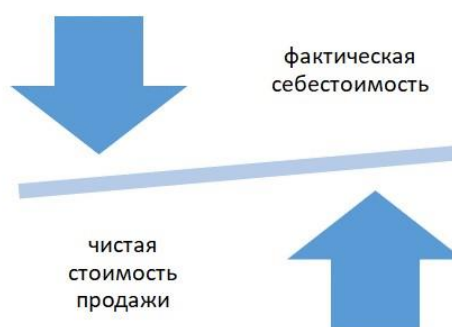 фактическая
себестоимость
чистая
стоимость
продажи